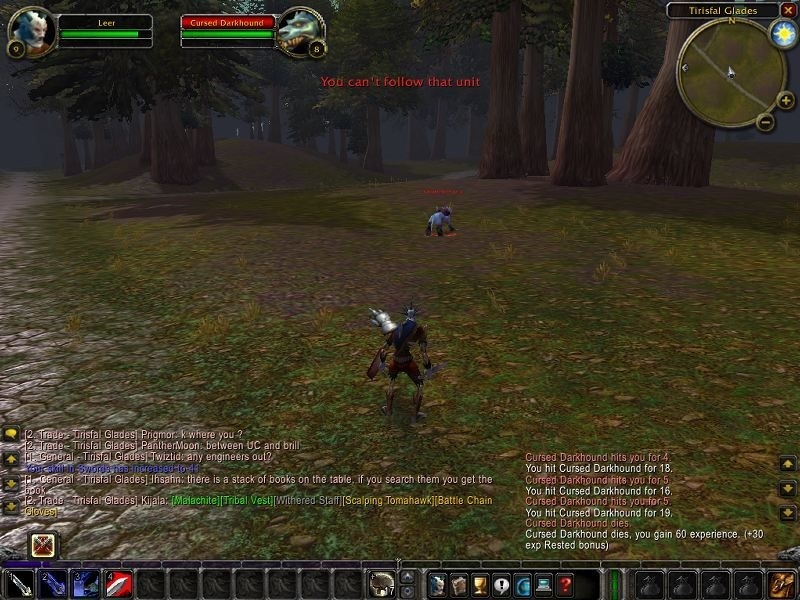 Leer
Cursed Darkhound
Tirisfal Glades
9
8
N
You can't follow that unit
[2. Trade - Tirisfal Glades] Prigmor: k where you ?
[2. Trade - Tirisfal Glades] PantherMoon: between UC and brill
[1. General - Tirisfal Glades] Twiztid: any engineers out?
Your skill in Swords has increased to 41
[1. General - Tirisfal Glades] Ihsahn: there is a stack of books on the table, if you search them you get the
book
[2. Trade - Tirisfal Glades] Kijala: [Malachite][Tribal Vest][Withered Staff][Scalping Tomahawk][Battle Chain
Gloves]
Cursed Darkhound hits you for 4.
You hit Cursed Darkhound for 18.
Cursed Darkhound hits you for 5.
You hit Cursed Darkhound for 16.
Cursed Darkhound hits you for 5.
You hit Cursed Darkhound for 19.
Cursed Darkhound dies.
Cursed Darkhound dies, you gain 60 experience. (+30
exp Rested bonus)
1
2
3
4